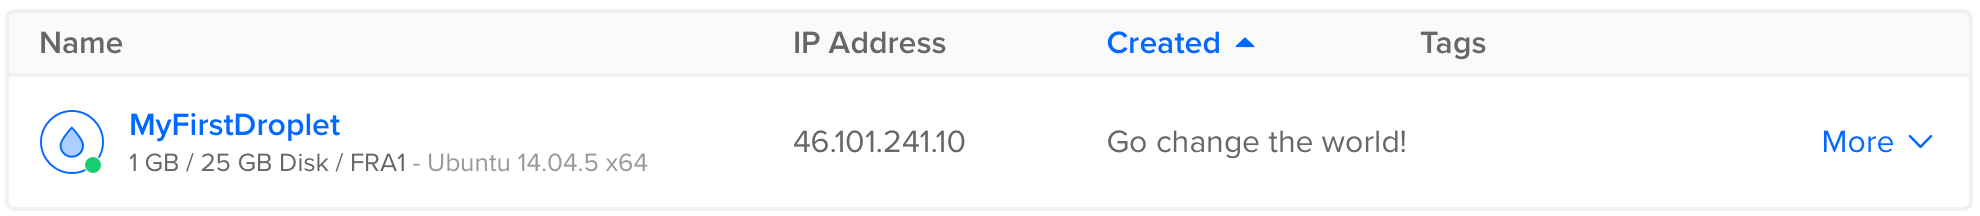 Name IP Address Created Tags
MyFirstDroplet
1 GB / 25 GB Disk / FRA1 - Ubuntu 14.04.5 x64
46.101.241.10
Go change the world!
More